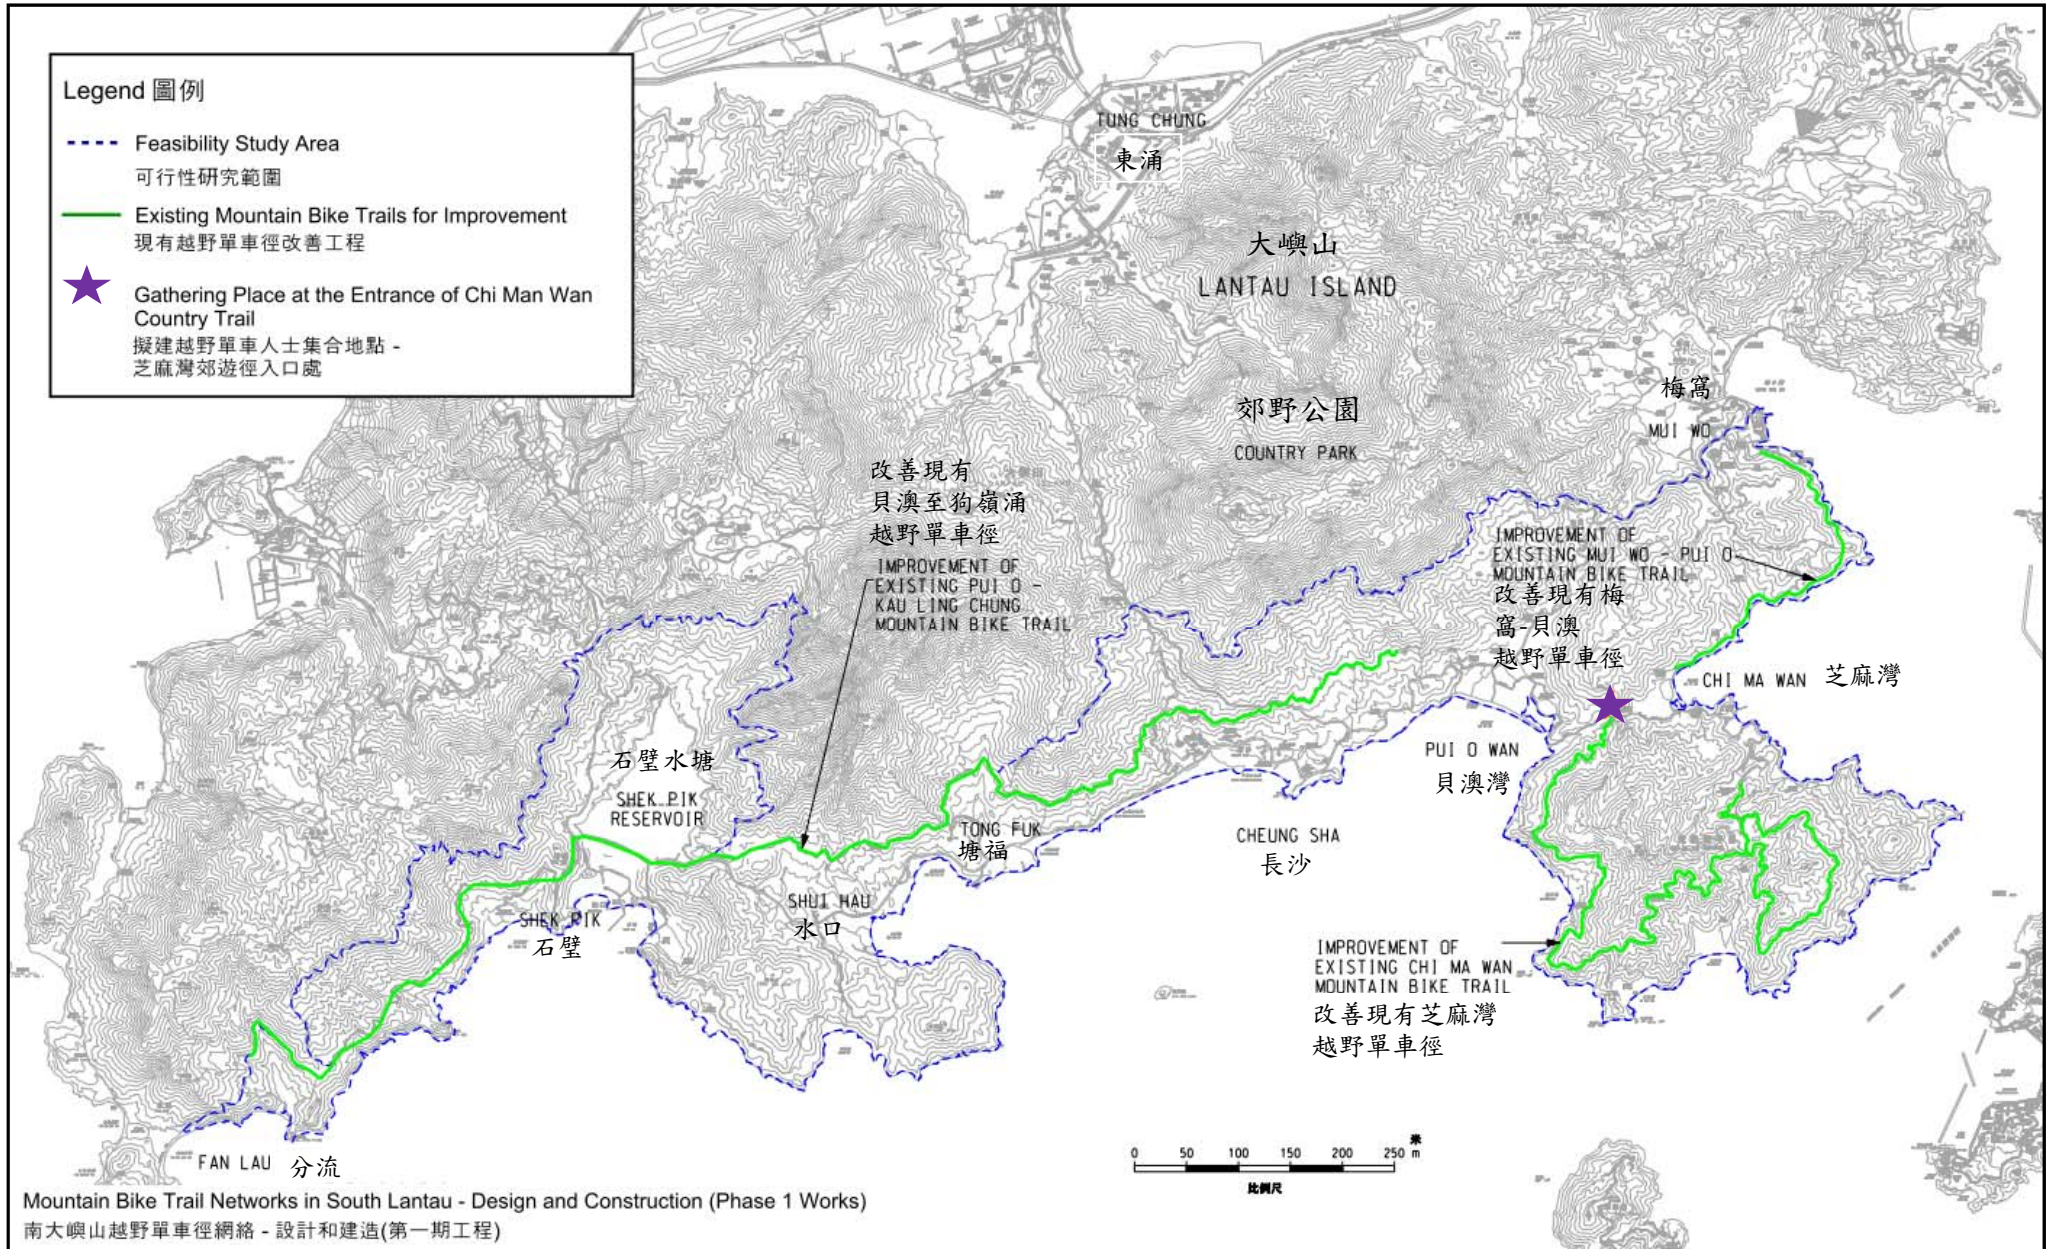 Legend 圖例
Feasibility Study Area
可行性研究範圍
Existing Mountain Bike Trails for Improvement
現有越野單車徑改善工程
Gathering Place at the Entrance of Chi Man Wan
Country Trail
擬建越野單車人士集合地點 -
芝麻灣郊遊徑入口處
TUNG CHUNG
東涌
大嶼山
LANTAU ISLAND
郊野公園
COUNTRY PARK
梅窩
MUI WO
改善現有
貝澳至狗嶺涌
越野單車徑
IMPROVEMENT OF
EXISTING PUI O -
KAU LING CHUNG
MOUNTAIN BIKE TRAIL
IMPROVEMENT OF
EXISTING MUI WO - PUI O
MOUNTAIN BIKE TRAIL
改善現有梅
窩-貝澳
越野單車徑
CHI MA WAN 芝麻灣
PUI O WAN
貝澳灣
石壁水塘
SHEK PIK
RESERVOIR
TONG FUK
塘福
CHEUNG SHA
長沙
SHUI HAU
水口
SHEK PIK
石壁
IMPROVEMENT OF
EXISTING CHI MA WAN
MOUNTAIN BIKE TRAIL
改善現有芝麻灣
越野單車徑
FAN LAU 分流
0 50 100 150 200 250 米
m
比例尺
Mountain Bike Trail Networks in South Lantau - Design and Construction (Phase 1 Works)
南大嶼山越野單車徑網絡 - 設計和建造(第一期工程)